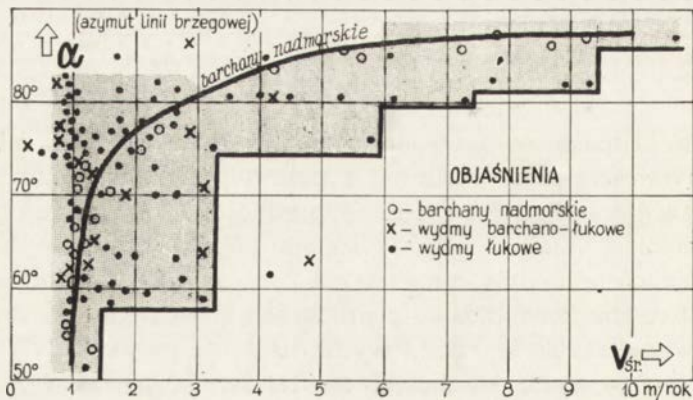 (azymut linii brzegowej)
α
barchany nadmorskie
80°
70°
60°
50°
OBJAŚNIENIA
o - barchany nadmorskie
x - wydmy barchano-łukowe
• - wydmy łukowe
Vśr.
0 1 2 3 4 5 6 7 8 9 10 m/rok